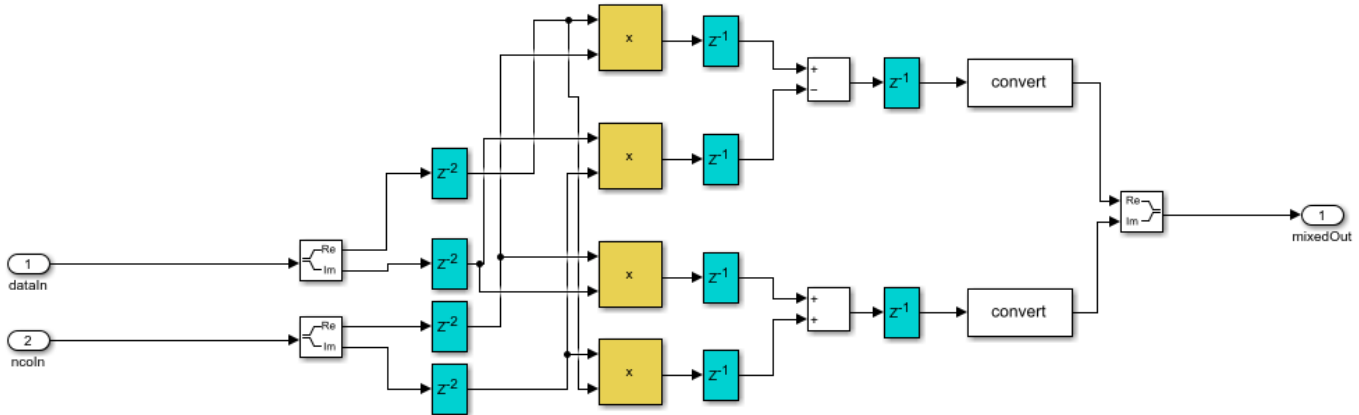 x
Z-1
+
−
Z-1
convert
x
Z-1
Z-2
Re
Im
1
mixedOut
1
dataIn
Re
Im
Z-2
x
Z-1
+
+
Z-1
convert
2
ncoIn
Re
Im
Z-2
Z-2
x
Z-1